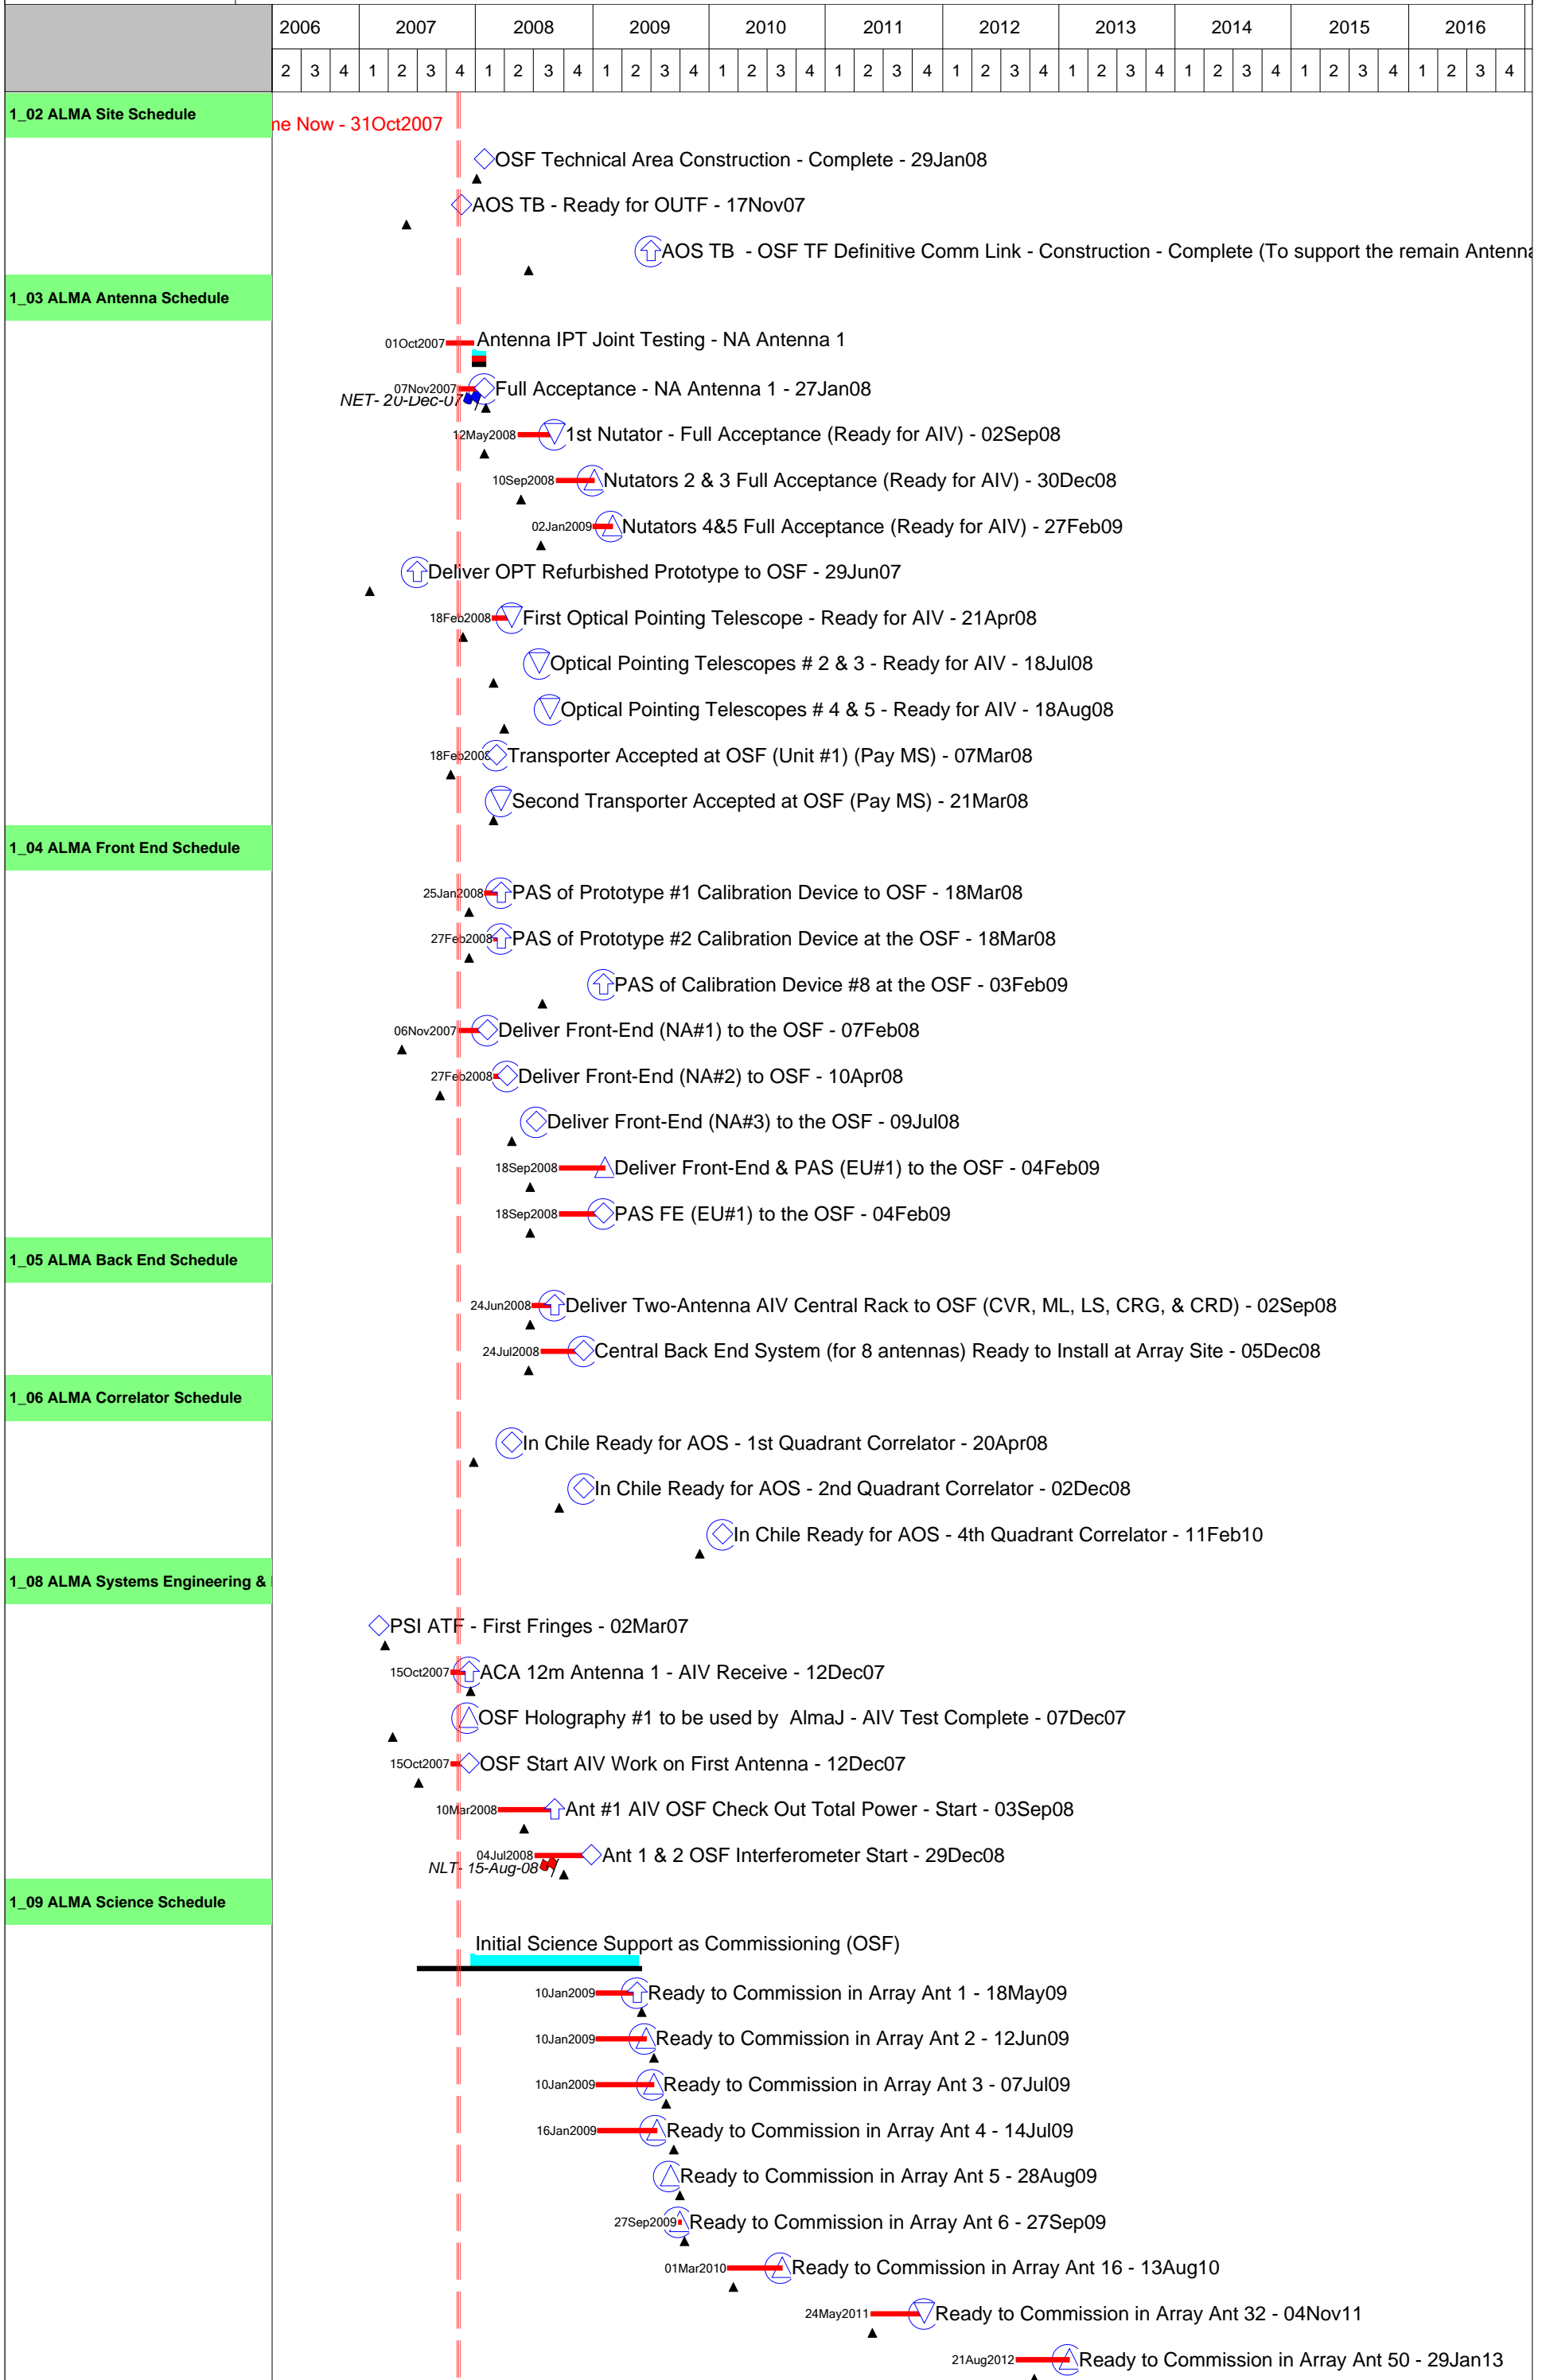 2006 2007 2008 2009 2010 2011 2012 2013 2014 2015 2016
2 3 4 1 2 3 4 1 2 3 4 1 2 3 4 1 2 3 4 1 2 3 4 1 2 3 4 1 2 3 4 1 2 3 4 1 2 3 4 1 2 3 4
1_02 ALMA Site Schedule
ne Now - 31Oct2007
OSF Technical Area Construction - Complete - 29Jan08
AOS TB - Ready for OUTF - 17Nov07
AOS TB - OSF TF Definitive Comm Link - Construction - Complete (To support the remain Antenna
1_03 ALMA Antenna Schedule
01Oct2007 Antenna IPT Joint Testing - NA Antenna 1
07Nov2007 Full Acceptance - NA Antenna 1 - 27Jan08
NET- 20-Dec-07
12May2008 1st Nutator - Full Acceptance (Ready for AIV) - 02Sep08
10Sep2008 Nutators 2 & 3 Full Acceptance (Ready for AIV) - 30Dec08
02Jan2009 Nutators 4&5 Full Acceptance (Ready for AIV) - 27Feb09
Deliver OPT Refurbished Prototype to OSF - 29Jun07
18Feb2008 First Optical Pointing Telescope - Ready for AIV - 21Apr08
Optical Pointing Telescopes # 2 & 3 - Ready for AIV - 18Jul08
Optical Pointing Telescopes # 4 & 5 - Ready for AIV - 18Aug08
18Feb2008 Transporter Accepted at OSF (Unit #1) (Pay MS) - 07Mar08
Second Transporter Accepted at OSF (Pay MS) - 21Mar08
1_04 ALMA Front End Schedule
25Jan2008 PAS of Prototype #1 Calibration Device to OSF - 18Mar08
27Feb2008 PAS of Prototype #2 Calibration Device at the OSF - 18Mar08
PAS of Calibration Device #8 at the OSF - 03Feb09
06Nov2007 Deliver Front-End (NA#1) to the OSF - 07Feb08
27Feb2008 Deliver Front-End (NA#2) to OSF - 10Apr08
Deliver Front-End (NA#3) to the OSF - 09Jul08
18Sep2008 Deliver Front-End & PAS (EU#1) to the OSF - 04Feb09
18Sep2008 PAS FE (EU#1) to the OSF - 04Feb09
1_05 ALMA Back End Schedule
24Jun2008 Deliver Two-Antenna AIV Central Rack to OSF (CVR, ML, LS, CRG, & CRD) - 02Sep08
24Jul2008 Central Back End System (for 8 antennas) Ready to Install at Array Site - 05Dec08
1_06 ALMA Correlator Schedule
In Chile Ready for AOS - 1st Quadrant Correlator - 20Apr08
In Chile Ready for AOS - 2nd Quadrant Correlator - 02Dec08
In Chile Ready for AOS - 4th Quadrant Correlator - 11Feb10
1_08 ALMA Systems Engineering &
PSI ATF - First Fringes - 02Mar07
15Oct2007 ACA 12m Antenna 1 - AIV Receive - 12Dec07
OSF Holography #1 to be used by AlmaJ - AIV Test Complete - 07Dec07
15Oct2007 OSF Start AIV Work on First Antenna - 12Dec07
10Mar2008 Ant #1 AIV OSF Check Out Total Power - Start - 03Sep08
04Jul2008 Ant 1 & 2 OSF Interferometer Start - 29Dec08
NLT- 15-Aug-08
1_09 ALMA Science Schedule
Initial Science Support as Commissioning (OSF)
10Jan2009 Ready to Commission in Array Ant 1 - 18May09
10Jan2009 Ready to Commission in Array Ant 2 - 12Jun09
10Jan2009 Ready to Commission in Array Ant 3 - 07Jul09
16Jan2009 Ready to Commission in Array Ant 4 - 14Jul09
Ready to Commission in Array Ant 5 - 28Aug09
27Sep2009 Ready to Commission in Array Ant 6 - 27Sep09
01Mar2010 Ready to Commission in Array Ant 16 - 13Aug10
24May2011 Ready to Commission in Array Ant 32 - 04Nov11
21Aug2012 Ready to Commission in Array Ant 50 - 29Jan13